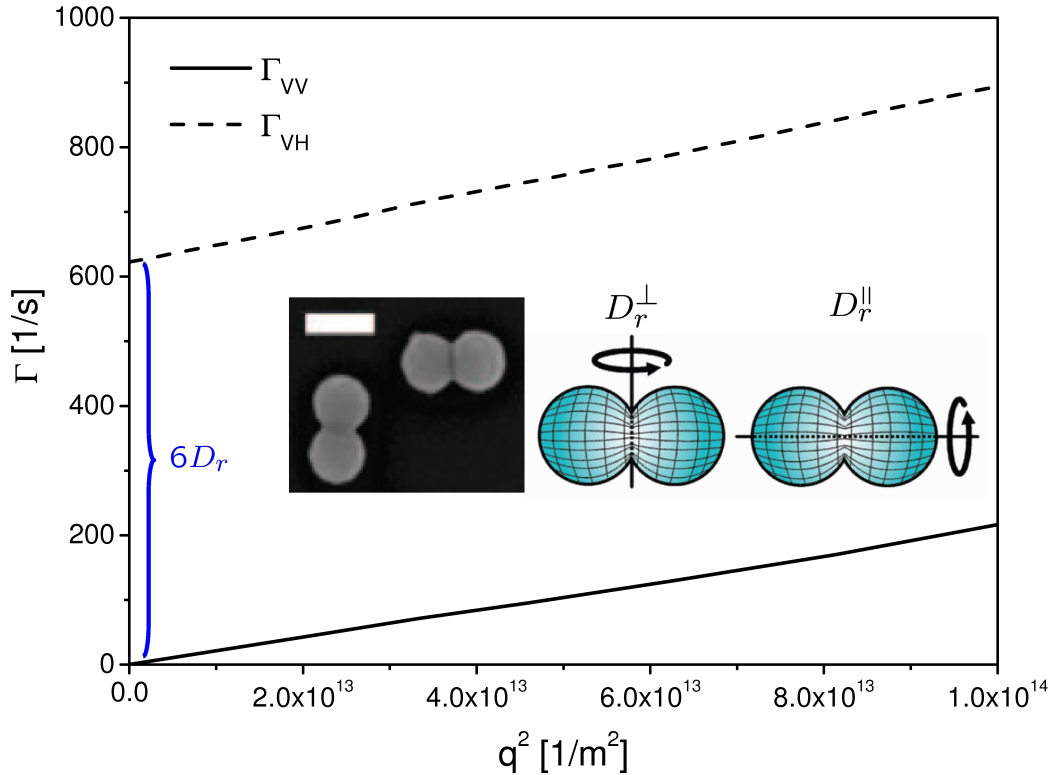 1000
800
600
400
200
0
Γ [1/s]
Γ_VV
Γ_VH
6D_r
D_r^⊥
D_r^∥
0.0
2.0x10^13
4.0x10^13
6.0x10^13
8.0x10^13
1.0x10^14
q^2 [1/m^2]